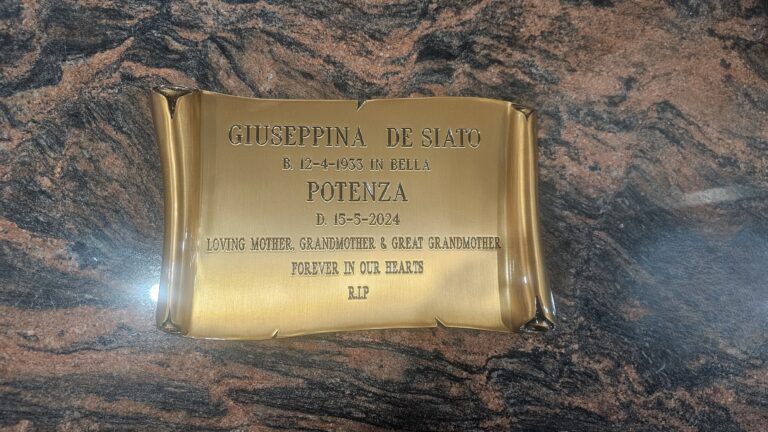 GIUSEPPINA DE SIATO
B. 12-4-1933 IN BELLA
POTENZA
D. 15-5-2024
LOVING MOTHER, GRANDMOTHER & GREAT GRANDMOTHER
FOREVER IN OUR HEARTS
R.I.P